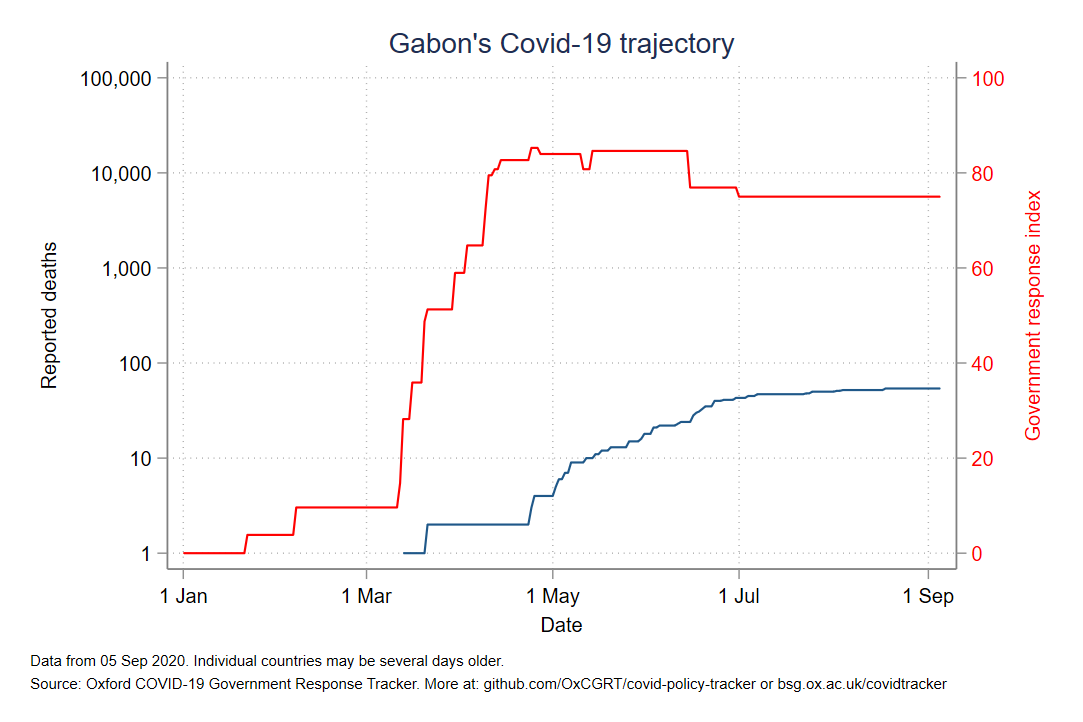 Gabon's Covid-19 trajectory
100,000
10,000
1,000
100
10
1
Reported deaths
100
80
60
40
20
0
Government response index
1 Jan
1 Mar
1 May
1 Jul
1 Sep
Date
Data from 05 Sep 2020. Individual countries may be several days older.
Source: Oxford COVID-19 Government Response Tracker. More at: github.com/OxCGRT/covid-policy-tracker or bsg.ox.ac.uk/covidtracker